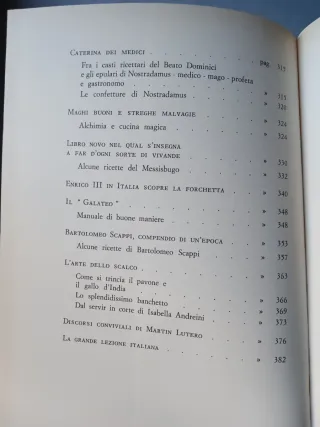 CATERINA DEI MEDICI . . . . . . . . pag. 317
Fra i casti ricettari del Beato Dominici
e gli epulari di Nostradamus - medico - mago - profeta
e gastronomo . . . . . . . . » 315
Le confetture di Nostradamus . . . . . » 320
MAGHI BUONI E STREGHE MALVAGIE . . . . » 324
Alchimia e cucina magica . . . . . » 324
LIBRO NOVO NEL QUAL S'INSEGNA
A FAR D'OGNI SORTE DI VIVANDE . . . . » 331
Alcune ricette del Messisbugo . . . . » 332
ENRICO III IN ITALIA SCOPRE LA FORCHETTA . . » 340
IL " GALATEO " . . . . . . . . » 348
Manuale di buone maniere . . . . . » 348
BARTOLOMEO SCAPPI, COMPENDIO DI UN'EPOCA . . » 353
Alcune ricette di Bartolomeo Scappi . . . » 357
L'ARTE DELLO SCALCO . . . . . . . » 363
Come si trincia il pavone e
il gallo d'India . . . . . . . » 366
Lo splendidissimo banchetto . . . . . » 369
Dal servir in corte di Isabella Andreini . . » 373
DISCORSI CONVIVIALI DI MARTIN LUTERO . . . » 376
LA GRANDE LEZIONE ITALIANA . . . . . » 382